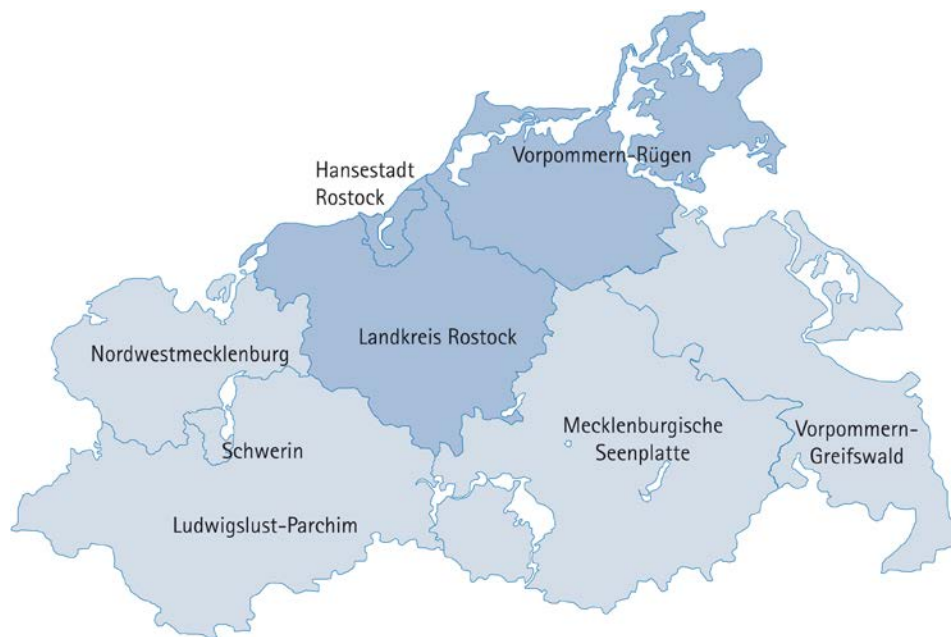 Vorpommern-Rügen
Hansestadt
Rostock
Landkreis Rostock
Nordwestmecklenburg
Schwerin
Mecklenburgische
Seenplatte
Vorpommern-
Greifswald
Ludwigslust-Parchim